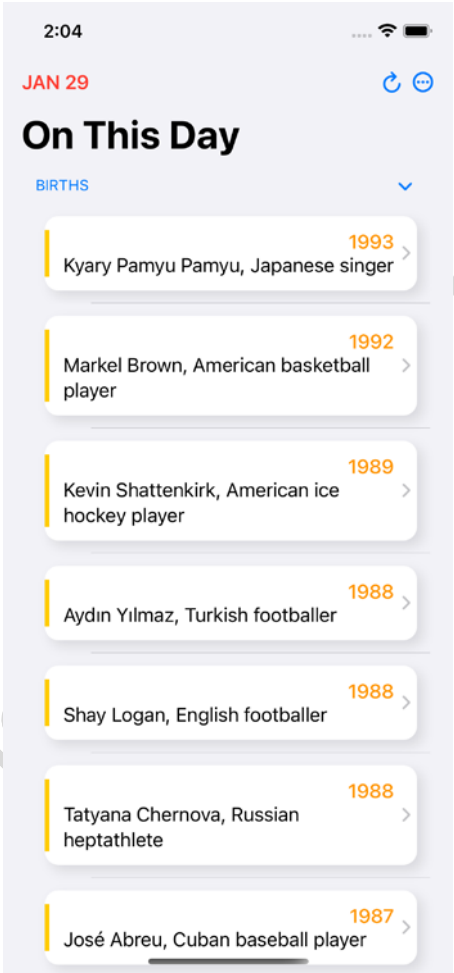 2:04
JAN 29
On This Day
BIRTHS
1993
Kyary Pamyu Pamyu, Japanese singer
1992
Markel Brown, American basketball
player
1989
Kevin Shattenkirk, American ice
hockey player
1988
Aydın Yılmaz, Turkish footballer
1988
Shay Logan, English footballer
1988
Tatyana Chernova, Russian
heptathlete
1987
José Abreu, Cuban baseball player